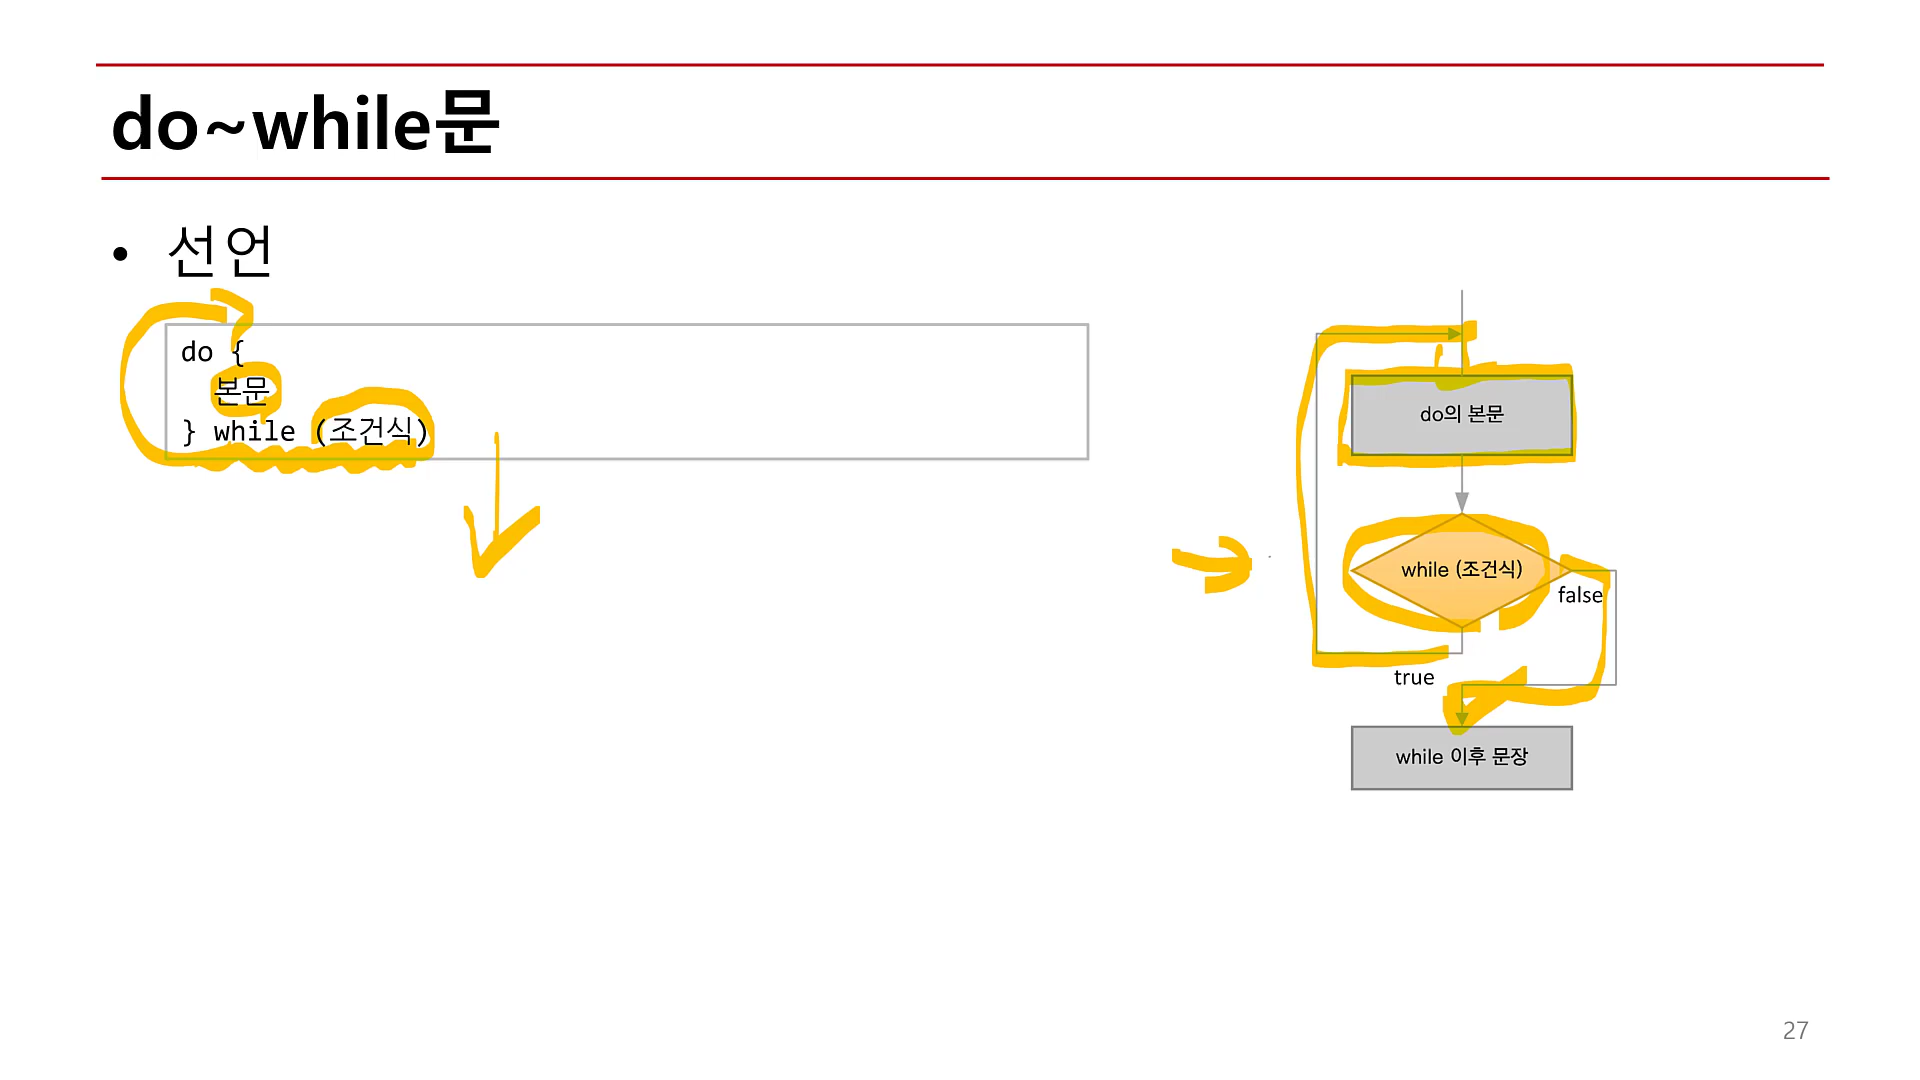 do~while문
• 선언
do {
본문
} while (조건식)
do의 본문
while (조건식)
false
true
while 이후 문장
27